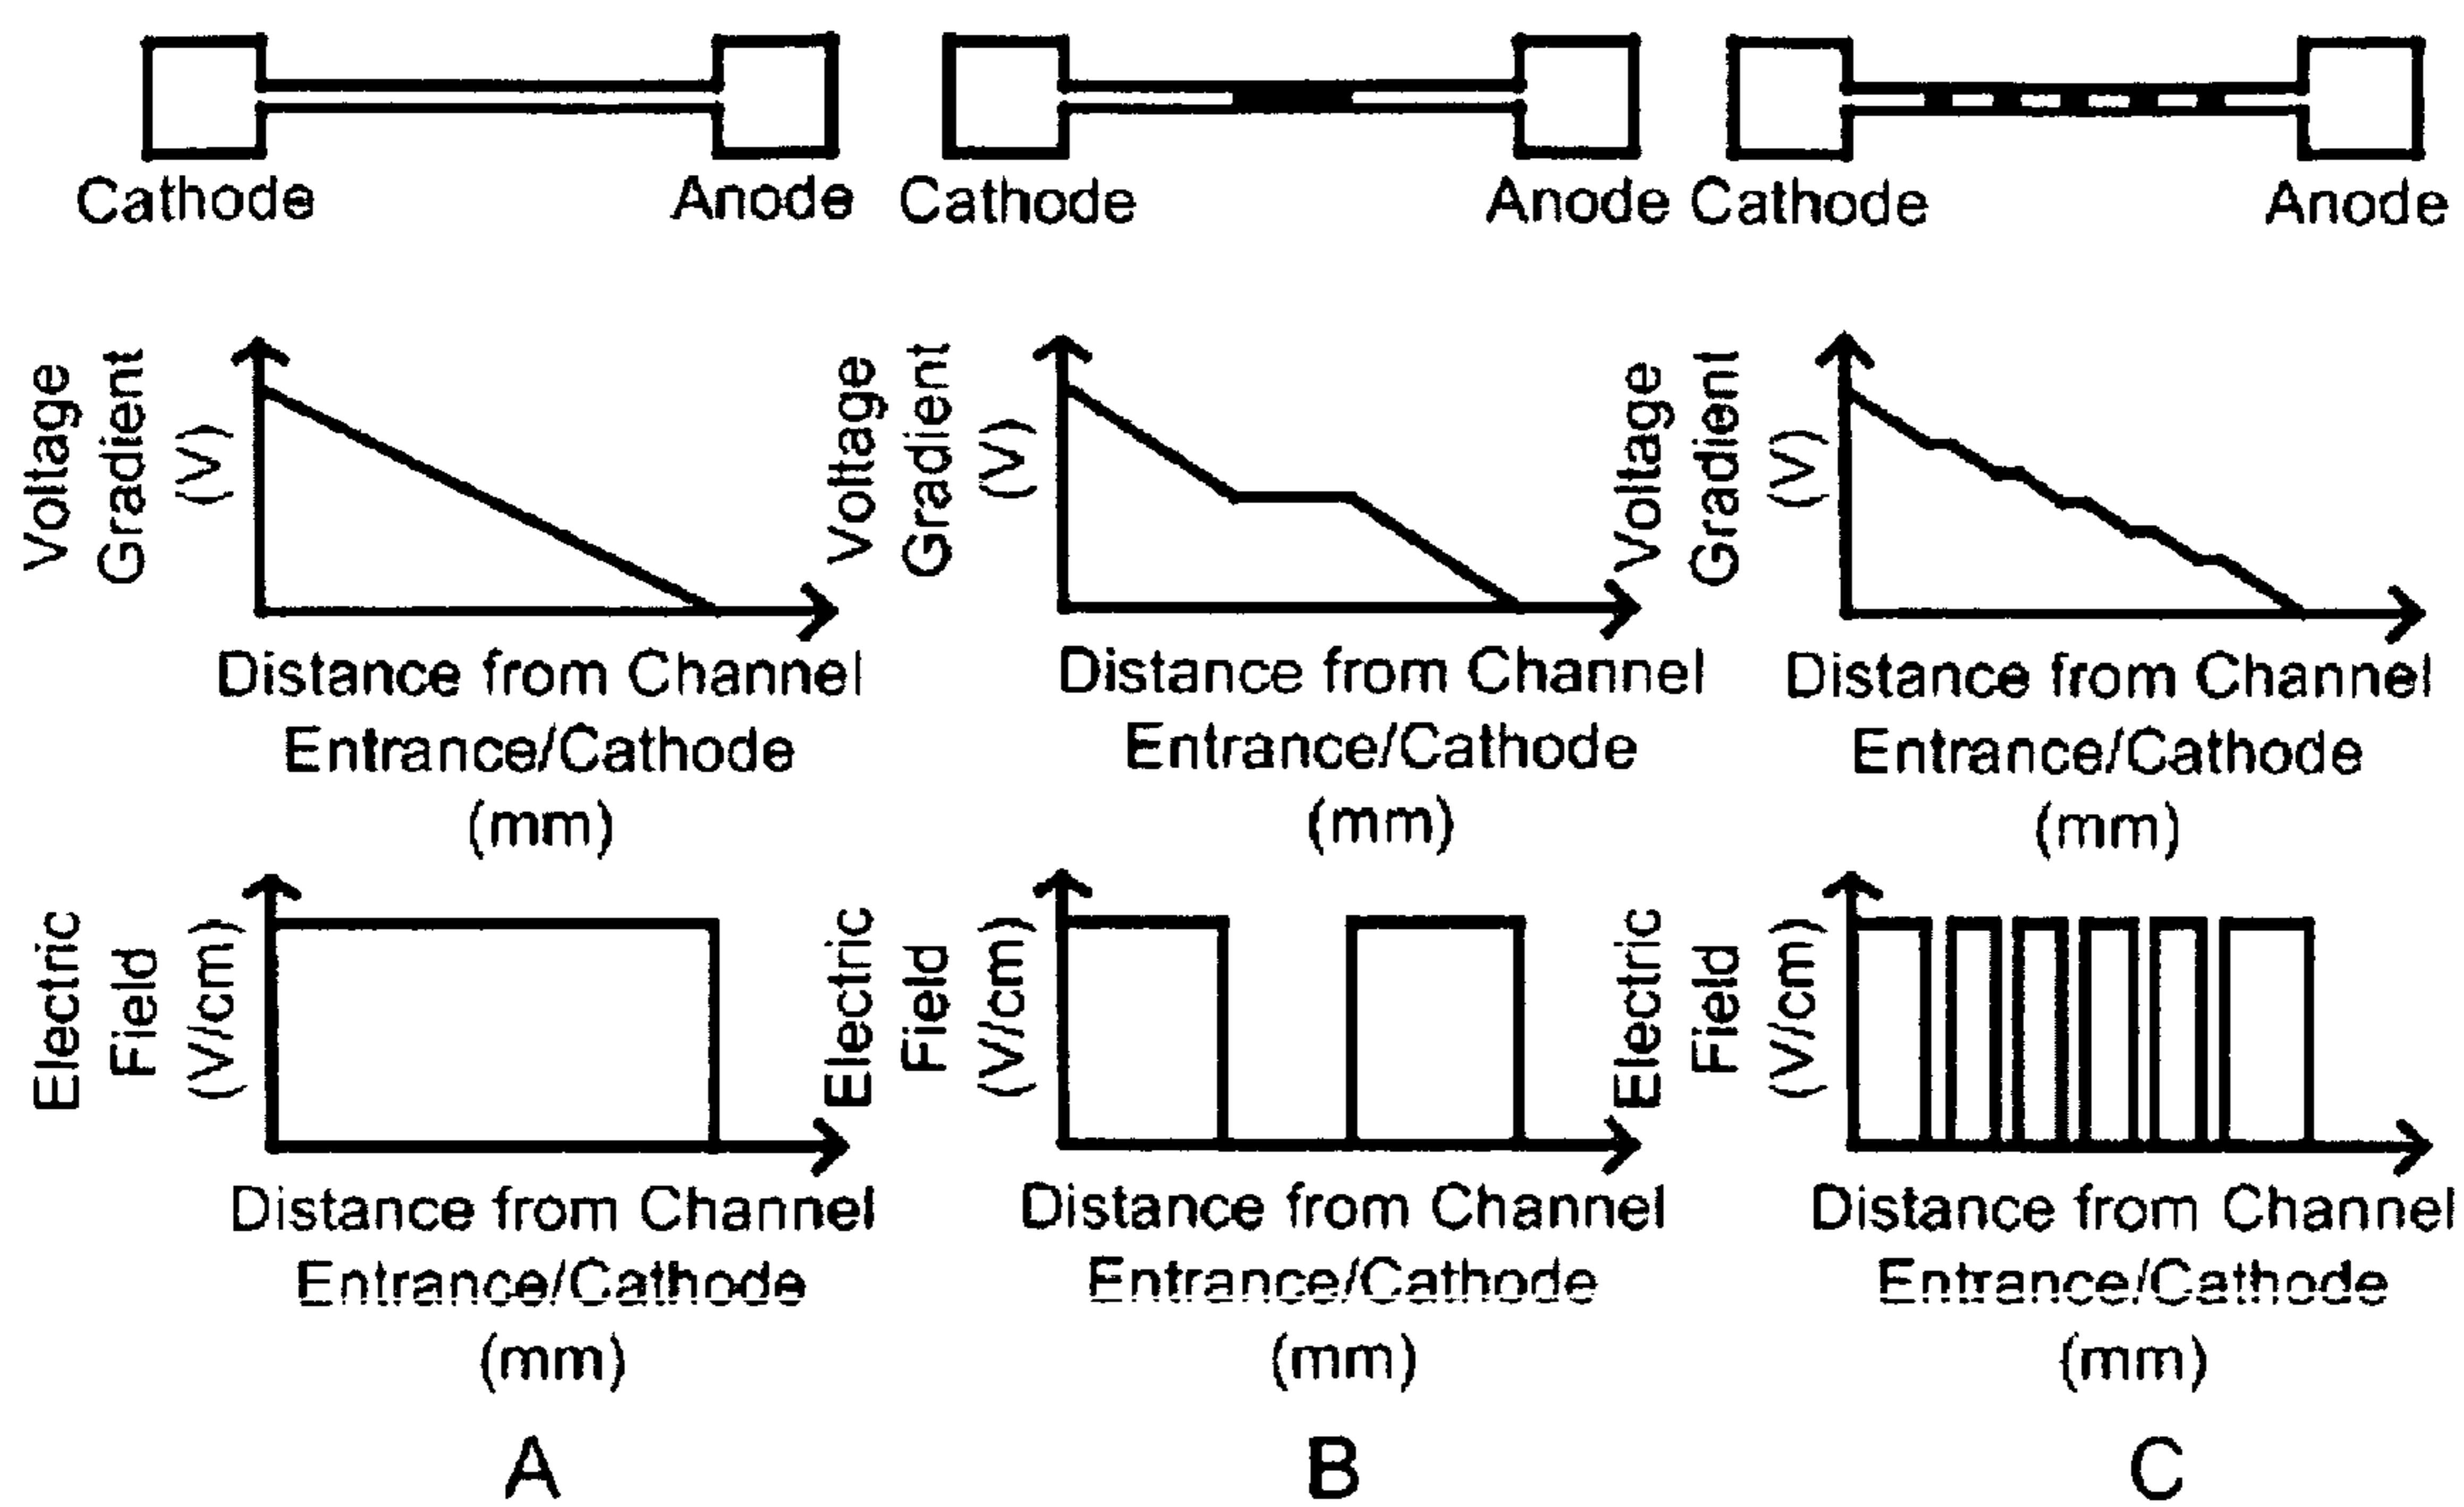 Cathode
Anode
Cathode
Anode
Cathode
Anode
Voltage
Gradient
(V)
Distance from Channel
Entrance/Cathode
(mm)
Voltage
Gradient
(V)
Distance from Channel
Entrance/Cathode
(mm)
Voltage
Gradient
(V)
Distance from Channel
Entrance/Cathode
(mm)
Electric
Field
(V/cm)
Distance from Channel
Entrance/Cathode
(mm)
Electric
Field
(V/cm)
Distance from Channel
Entrance/Cathode
(mm)
Electric
Field
(V/cm)
Distance from Channel
Entrance/Cathode
(mm)
A
B
C